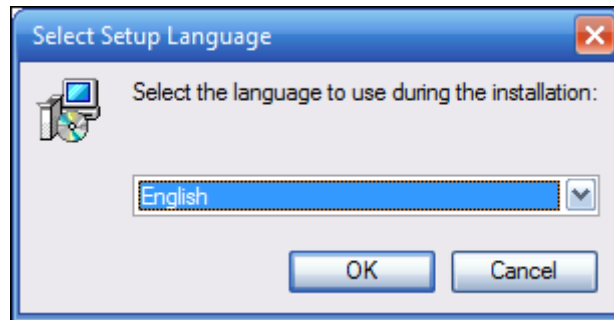 Select Setup Language
Select the language to use during the installation:
English
OK
Cancel